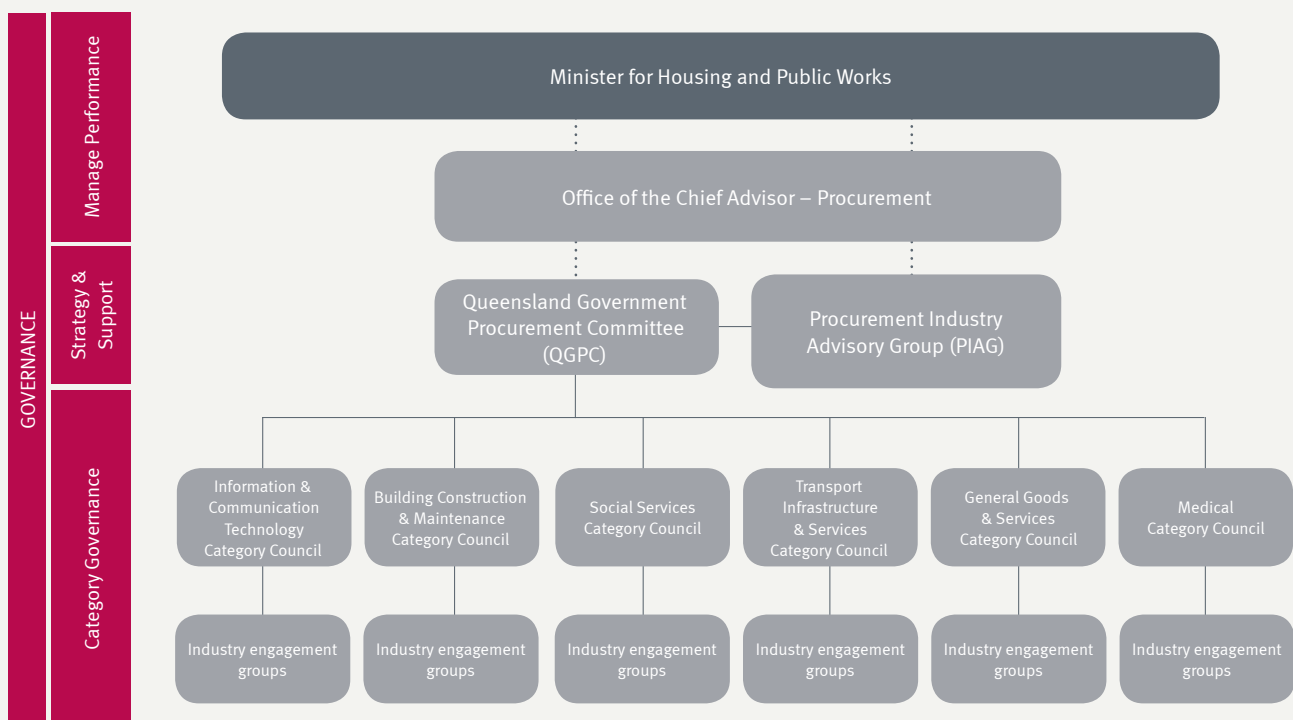 GOVERNANCE
Manage Performance
Strategy &
Support
Category Governance
Minister for Housing and Public Works
Office of the Chief Advisor – Procurement
Queensland Government
Procurement Committee
(QGPC)
Procurement Industry
Advisory Group (PIAG)
Information &
Communication
Technology
Category Council
Building Construction
& Maintenance
Category Council
Social Services
Category Council
Transport
Infrastructure
& Services
Category Council
General Goods
& Services
Category Council
Medical
Category Council
Industry engagement
groups
Industry engagement
groups
Industry engagement
groups
Industry engagement
groups
Industry engagement
groups
Industry engagement
groups